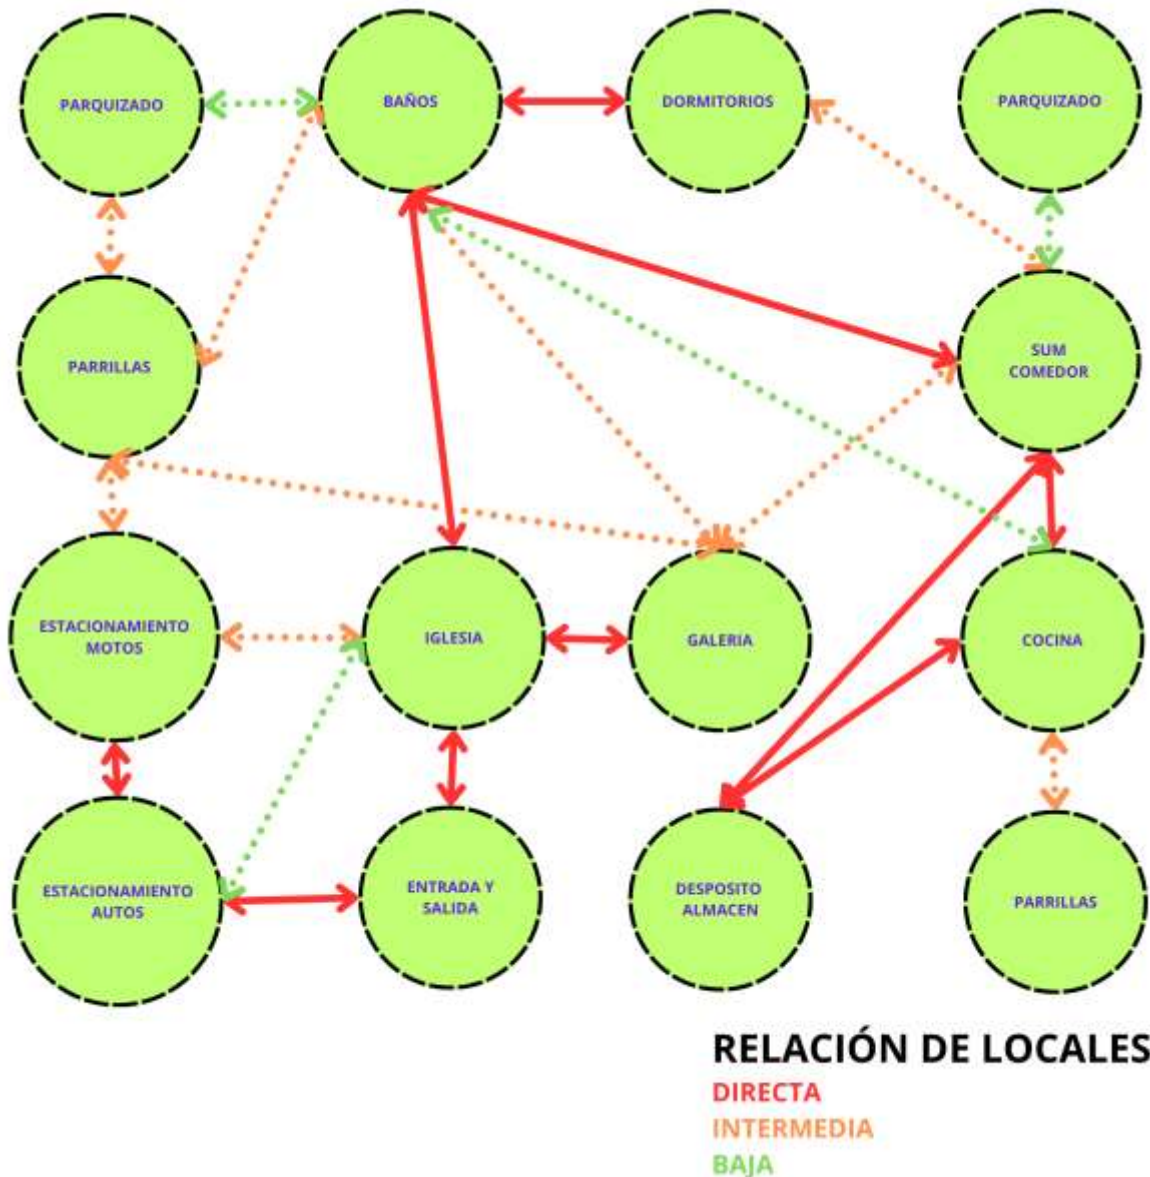 PARQUIZADO
BAÑOS
DORMITORIOS
PARQUIZADO
PARRILLAS
SUM
COMEDOR
ESTACIONAMIENTO
MOTOS
IGLESIA
GALERIA
COCINA
ESTACIONAMIENTO
AUTOS
ENTRADA Y
SALIDA
DESPOSITO
ALMACEN
PARRILLAS
RELACIÓN DE LOCALES
DIRECTA
INTERMEDIA
BAJA